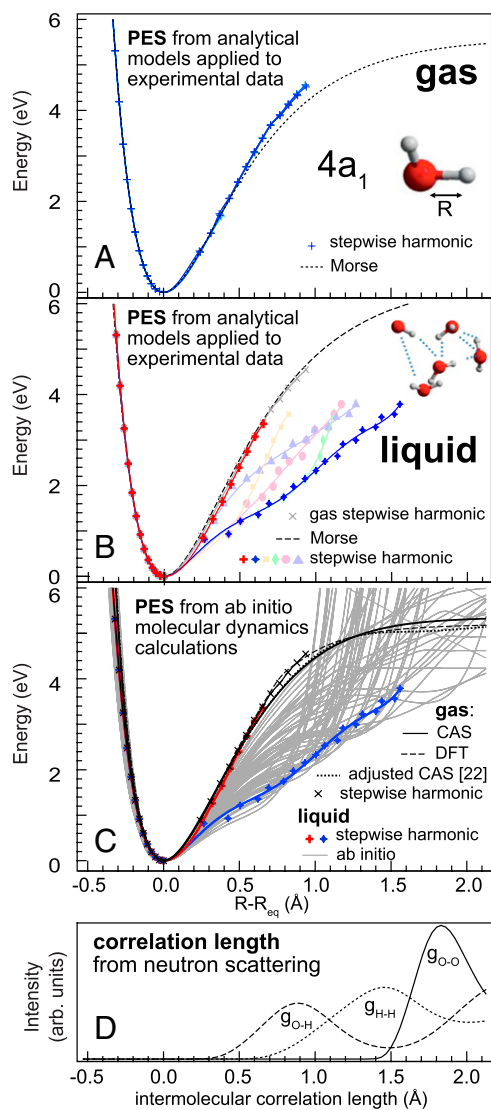 6
4
2
0
Energy (eV)
PES from analytical
models applied to
experimental data
gas
4a1
R
A
stepwise harmonic
Morse
6
4
2
0
Energy (eV)
PES from analytical
models applied to
experimental data
liquid
B
gas stepwise harmonic
Morse
stepwise harmonic
6
4
2
0
Energy (eV)
PES from ab initio
molecular dynamics
calculations
gas:
CAS
DFT
adjusted CAS [22]
stepwise harmonic
liquid
stepwise harmonic
ab initio
C
-0.5 0.0 0.5 1.0 1.5 2.0
R-Req (Å)
correlation length
from neutron scattering
Intensity
(arb. units)
D
gO-H
gH-H
gO-O
-0.5 0.0 0.5 1.0 1.5 2.0
intermolecular correlation length (Å)